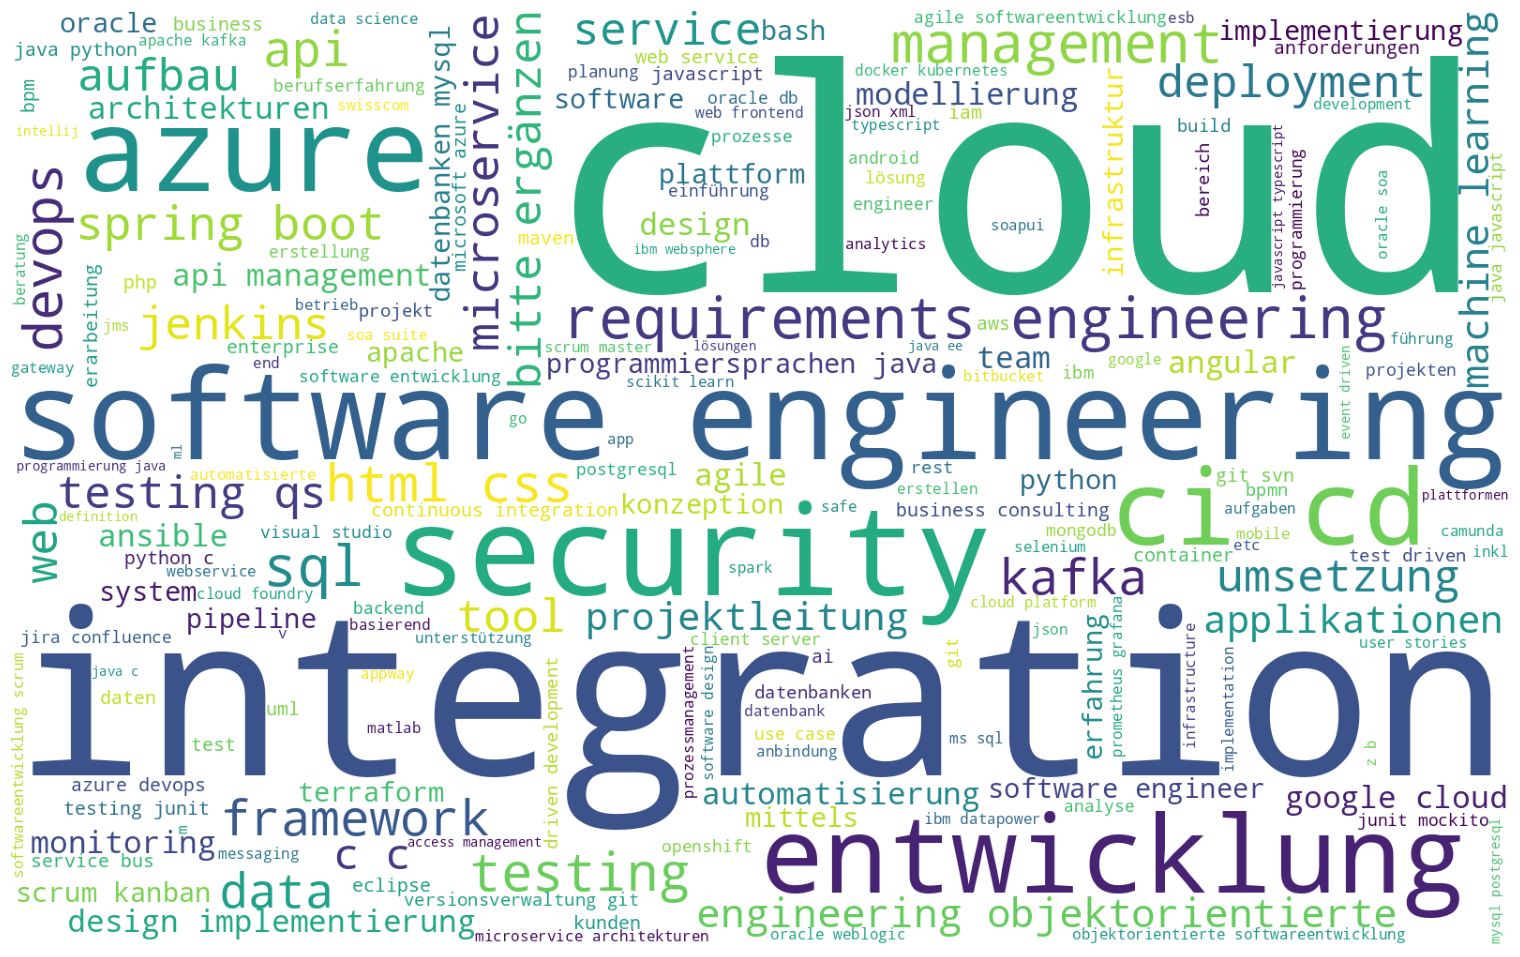 oracle
business
data science
java python
apache kafka
api
aufbau
berufserfahrung
bpm
architekturen
swisscom
intellij
azure
datenbanken mysql
microsoft azure
microservice
bitte ergänzen
service
bash
web service
planung
javascript
software
oracle db
web frontend
prozesse
plattform
einführung
design
db
maven
ibm websphere
agile softwareentwicklung
esb
management
implementierung
anforderungen
docker kubernetes
modellierung
deployment
development
json xml
iam
typescript
build
android
lösung
engineer
analytics
soapui
cloud
infrastruktur
bereich
javascript typescript
programmierung
oracle soa
machine learning
java javascript
devops
spring boot
erstellung
beratung
php
api management
erarbeitung
jms
jenkins
betrieb
projekt
soa suite
enterprise
apache
gateway
end
software entwicklung
requirements engineering
scrum master
lösungen
java ee
aws
google
führung
programmiersprachen java
team
angular
scikit learn
bitbucket
ibm
event driven
projekten
software engineering
go
app
programmierung java
ml
automatisierte
html css
postgresql
agile
rest
python
git svn
bpmn
plattformen
testing qs
continuous integration
konzeption
safe
erstellen
business consulting
ci cd
aufgaben
definition
web
ansible
visual studio
security
mongodb
mobile
camunda
python c
webservice
sql
spark
selenium
container
etc
test driven
inkl
system
cloud foundry
kafka
umsetzung
pipeline
backend
basierend
tool
projektleitung
cloud platform
applikationen
jira confluence
v
unterstützung
client server
git
json
user stories
softwareentwicklung scrum
java c
appway
ai
erfahrung
prometheus grafana
infrastructure
implementation
integration
daten
uml
matlab
driven development
prozessmanagement
software design
datenbanken
datenbank
test
use case
anbindung
ms sql
z b
azure devops
terraform
automatisierung
software engineer
google cloud
testing junit
m
framework
mittels
analyse
ibm datapower
junit mockito
monitoring
c c
access management
service bus
messaging
openshift
entwicklung
mysql postgresql
scrum kanban
data
eclipse
testing
versionsverwaltung git
design implementierung
kunden
engineering objektorientierte
microservice architekturen
oracle weblogic
objektorientierte softwareentwicklung